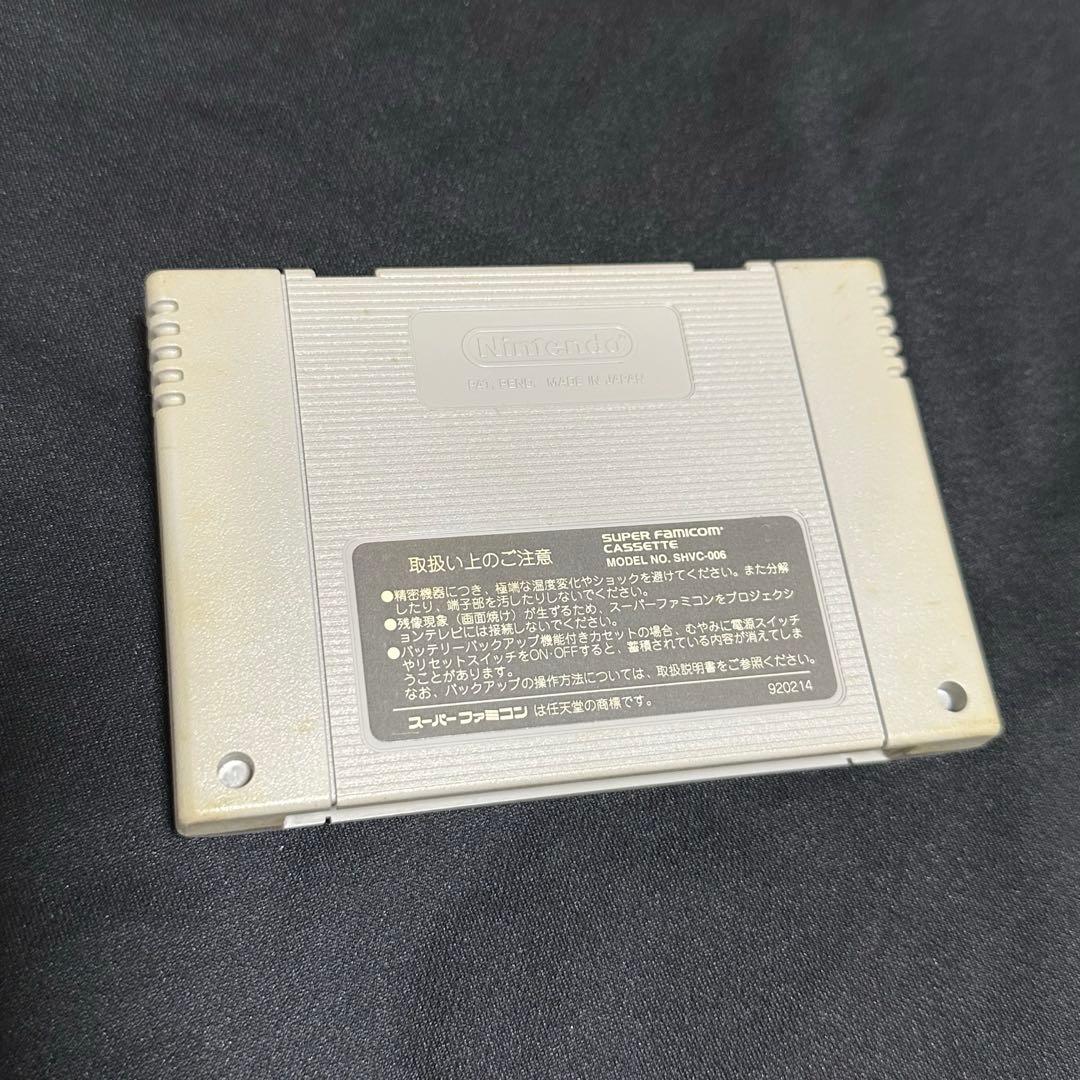 Nintendo®
PAT. PEND. MADE IN JAPAN
取扱い上のご注意
SUPER Famicom®
CASSETTE
MODEL NO. SHVC-006
●精密機器につき、極端な温度変化やショックを避けてください。また分解
したり、端子部を汚したりしないでください。
●残像現象（画面焼け）が生ずるため、スーパーファミコンをプロジェクシ
ョンテレビには接続しないでください。
●バッテリーバックアップ機能付きカセットの場合、むやみに電源スイッチ
やリセットスイッチをON・OFFすると、蓄積されている内容が消えてしま
うことがあります。
なお、バックアップの操作方法については、取扱説明書をご参照ください。
スーパーファミコン は任天堂の商標です。
920214